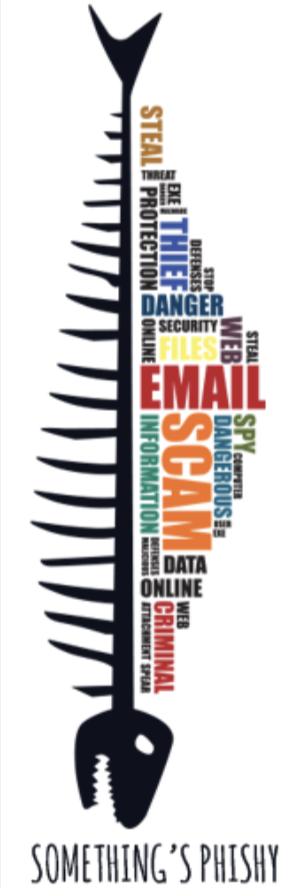 STEAL
THREAT
EXE
MALWARE
PROTECTION
THIEF
DEFENSES
STOP
DANGER
ONLINE
SECURITY
FILES
WEB
STEAL
EMAIL
INFORMATION
SCAM
DANGEROUS
SPY
COMPUTER
USER
EXE
MALICIOUS
DEFENSES
DATA
ONLINE
ATTACHMENT SPEAR
CRIMINAL
WEB
SOMETHING'S PHISHY